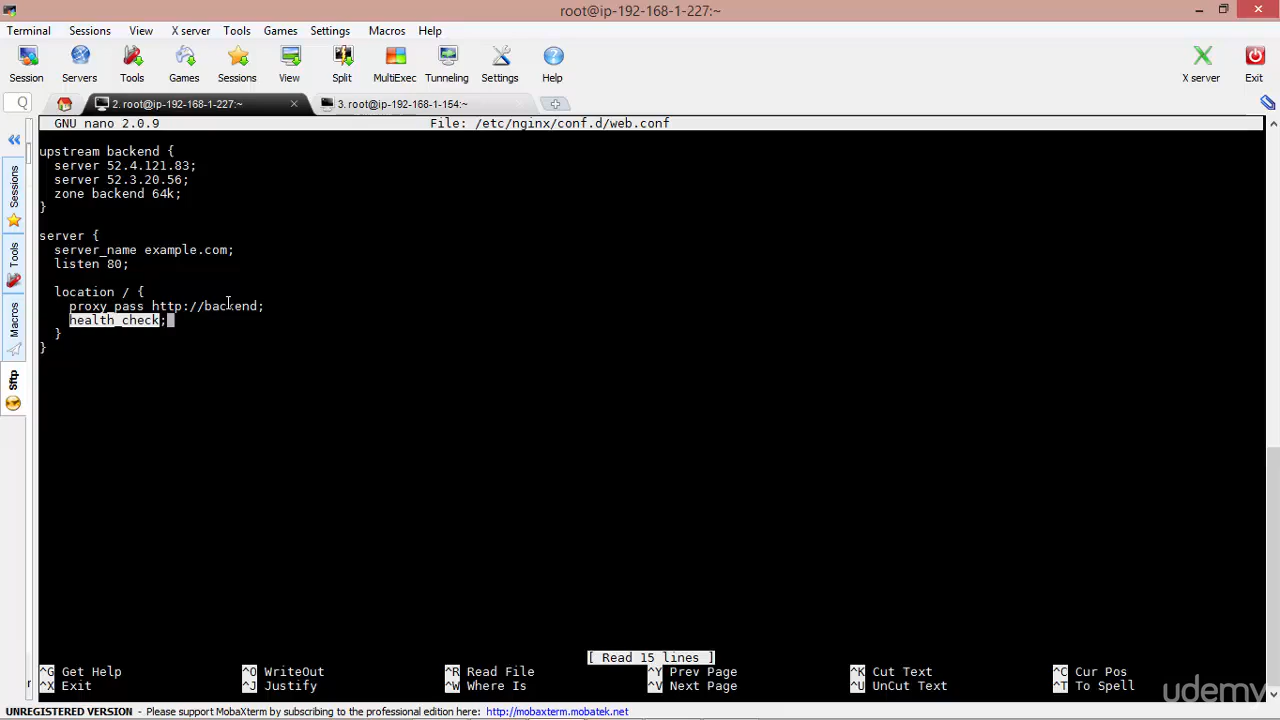 root@ip-192-168-1-227:~
Terminal Sessions View X server Tools Games Settings Macros Help
Session Servers Tools Games Sessions View Split MultiExec Tunneling Settings Help X server Exit
2. root@ip-192-168-1-227:~ 3. root@ip-192-168-1-154:~
GNU nano 2.0.9 File: /etc/nginx/conf.d/web.conf
upstream backend {
server 52.4.121.83;
server 52.3.20.56;
zone backend 64k;
}
server {
server_name example.com;
listen 80;
location / {
proxy_pass http://backend;
health_check;
}
}
Sessions
Tools
Macros
Sftp
[ Read 15 lines ]
^G Get Help ^O WriteOut ^R Read File ^Y Prev Page ^K Cut Text ^C Cur Pos
^X Exit ^J Justify ^W Where Is ^V Next Page ^U UnCut Text ^T To Spell
udemy
UNREGISTERED VERSION - Please support MobaXterm by subscribing to the professional edition here: http://mobaxterm.mobatek.net